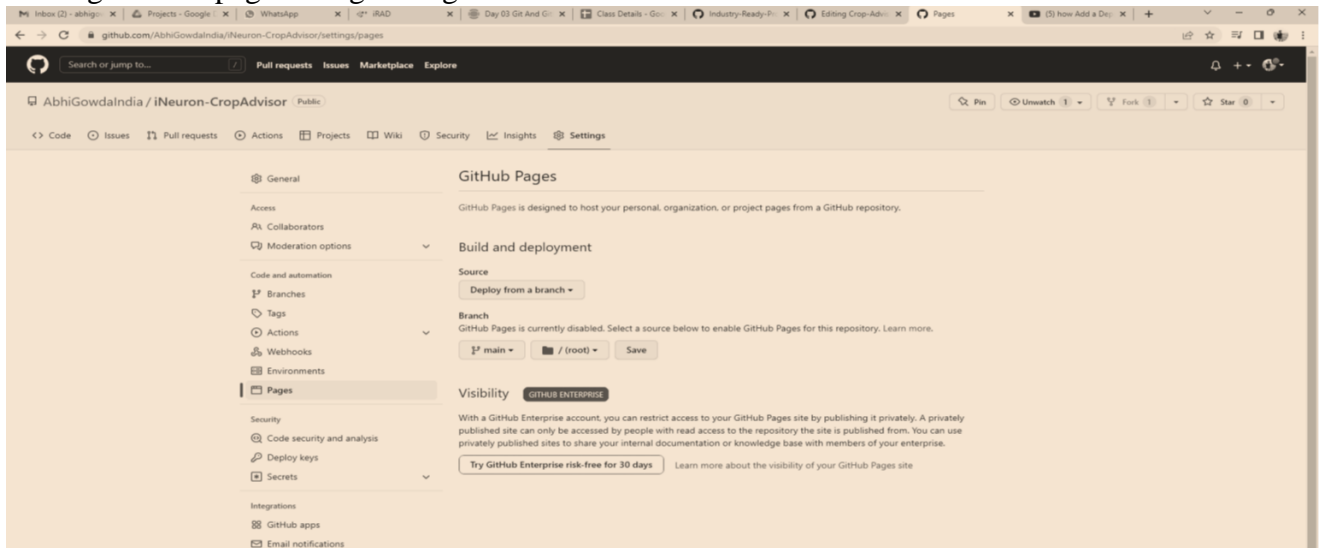 Inbox (2) - abhigo
Projects - Google
WhatsApp
iRAD
Day 03 Git And Gi
Class Details - Goo
Industry-Ready-Pr
Editing Crop-Advis
Pages
(5) how Add a Dep
github.com/AbhiGowdaIndia/iNeuron-CropAdvisor/settings/pages
Search or jump to...
/
Pull requests Issues Marketplace Explore
AbhiGowdaIndia / iNeuron-CropAdvisor Public
Pin Unwatch 1 Fork 1 Star 0
Code Issues Pull requests Actions Projects Wiki Security Insights Settings
General
Access
Collaborators
Moderation options
Code and automation
Branches
Tags
Actions
Webhooks
Environments
Pages
Security
Code security and analysis
Deploy keys
Secrets
Integrations
GitHub apps
Email notifications
GitHub Pages
GitHub Pages is designed to host your personal, organization, or project pages from a GitHub repository.
Build and deployment
Source
Deploy from a branch
Branch
GitHub Pages is currently disabled. Select a source below to enable GitHub Pages for this repository. Learn more.
main / (root) Save
Visibility GITHUB ENTERPRISE
With a GitHub Enterprise account, you can restrict access to your GitHub Pages site by publishing it privately. A privately
published site can only be accessed by people with read access to the repository the site is published from. You can use
privately published sites to share your internal documentation or knowledge base with members of your enterprise.
Try GitHub Enterprise risk-free for 30 days Learn more about the visibility of your GitHub Pages site